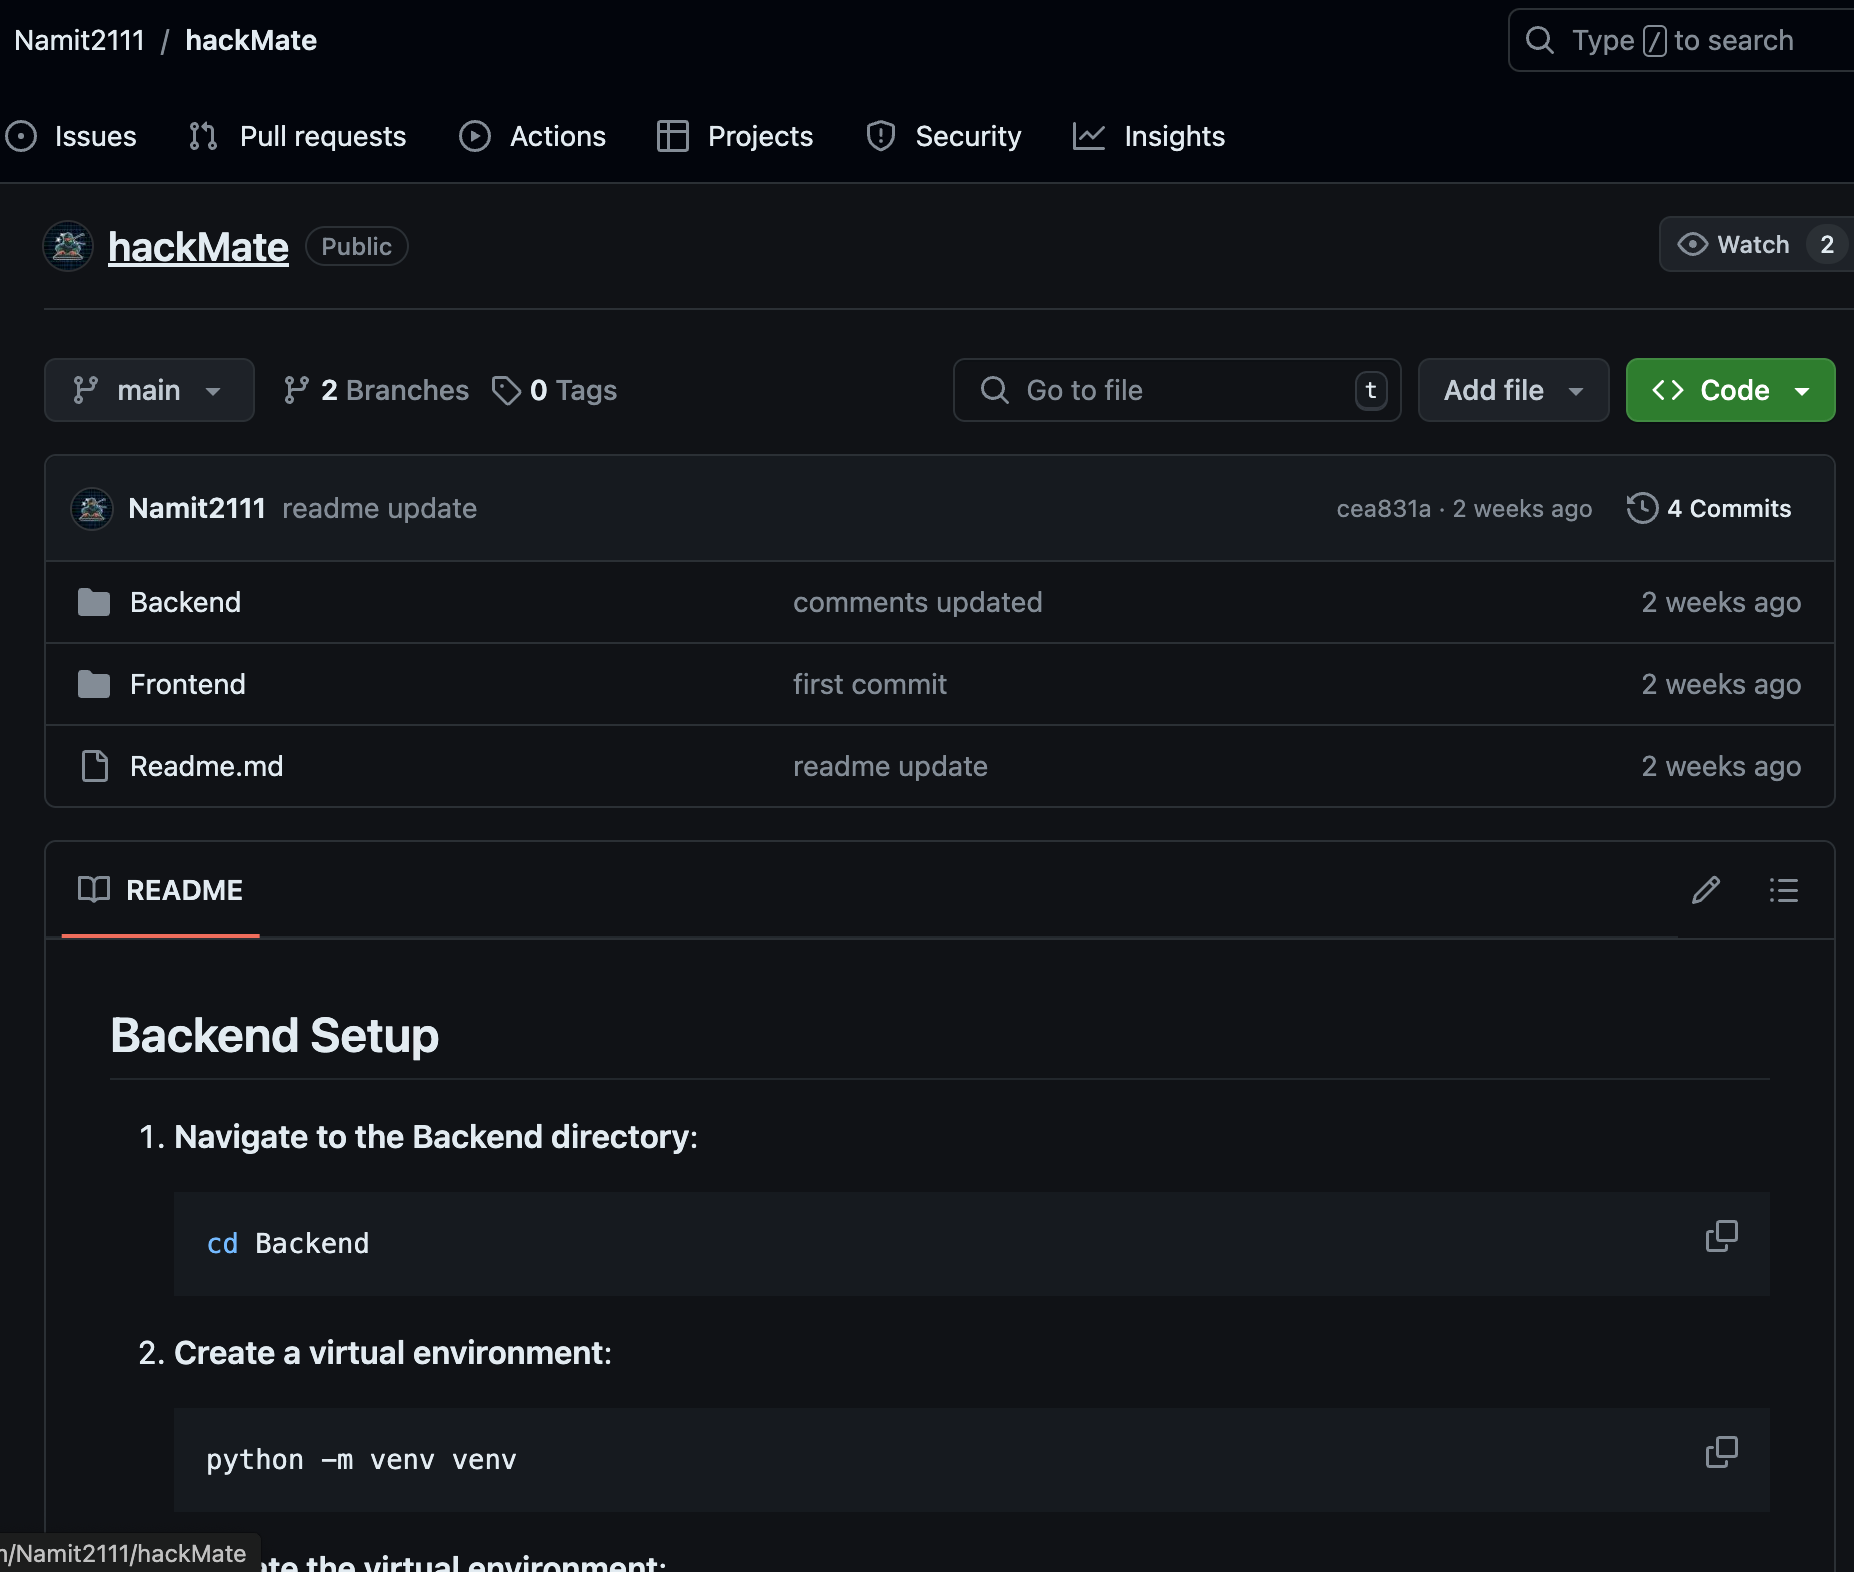 Namit2111 / hackMate
Type / to search
Issues Pull requests Actions Projects Security Insights
hackMate Public
Watch 2
main 2 Branches 0 Tags
Go to file t
Add file
Code
Namit2111 readme update cea831a · 2 weeks ago 4 Commits
Backend comments updated 2 weeks ago
Frontend first commit 2 weeks ago
Readme.md readme update 2 weeks ago
README
Backend Setup
1. Navigate to the Backend directory:
cd Backend
2. Create a virtual environment:
python -m venv venv
/Namit2111/hackMate
the virtual environment: